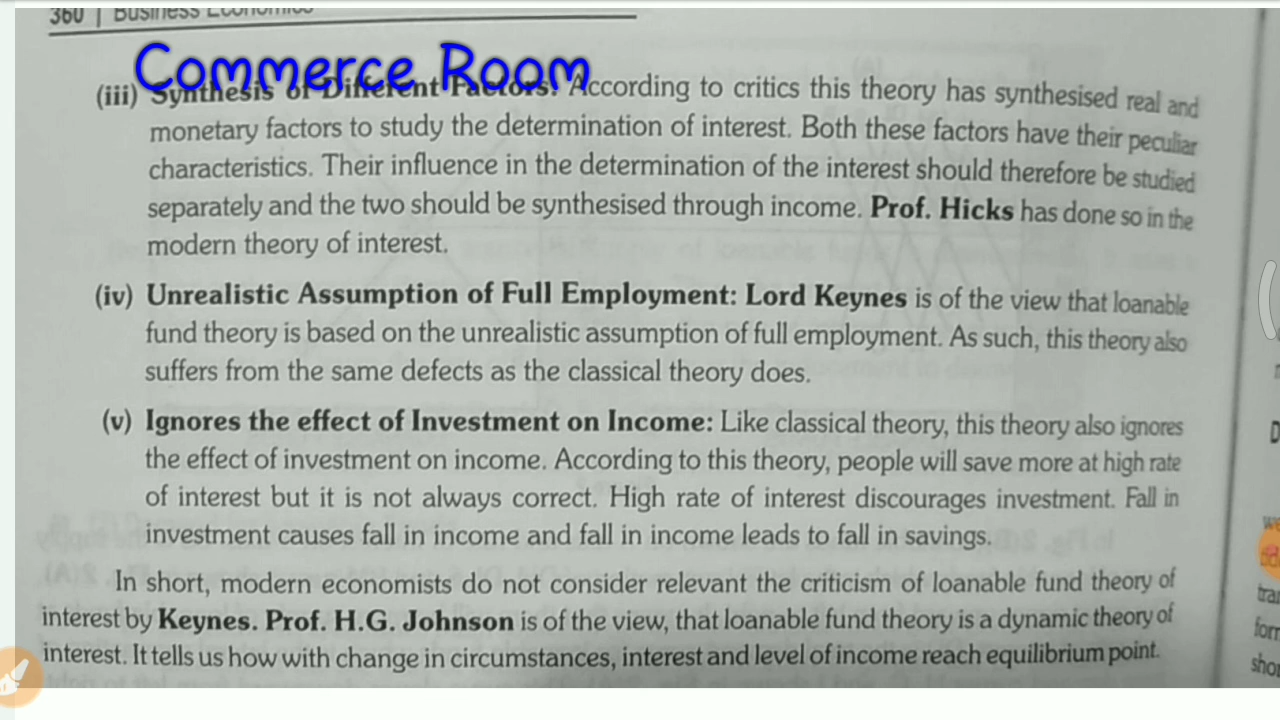 360 | Business Economics
Commerce Room
(iii) Synthesis of Different Factors: According to critics this theory has synthesised real and
monetary factors to study the determination of interest. Both these factors have their peculiar
characteristics. Their influence in the determination of the interest should therefore be studied
separately and the two should be synthesised through income. Prof. Hicks has done so in the
modern theory of interest.
(iv) Unrealistic Assumption of Full Employment: Lord Keynes is of the view that loanable
fund theory is based on the unrealistic assumption of full employment. As such, this theory also
suffers from the same defects as the classical theory does.
(v) Ignores the effect of Investment on Income: Like classical theory, this theory also ignores
the effect of investment on income. According to this theory, people will save more at high rate
of interest but it is not always correct. High rate of interest discourages investment. Fall in
investment causes fall in income and fall in income leads to fall in savings.
In short, modern economists do not consider relevant the criticism of loanable fund theory of
interest by Keynes. Prof. H.G. Johnson is of the view, that loanable fund theory is a dynamic theory of
interest. It tells us how with change in circumstances, interest and level of income reach equilibrium point.